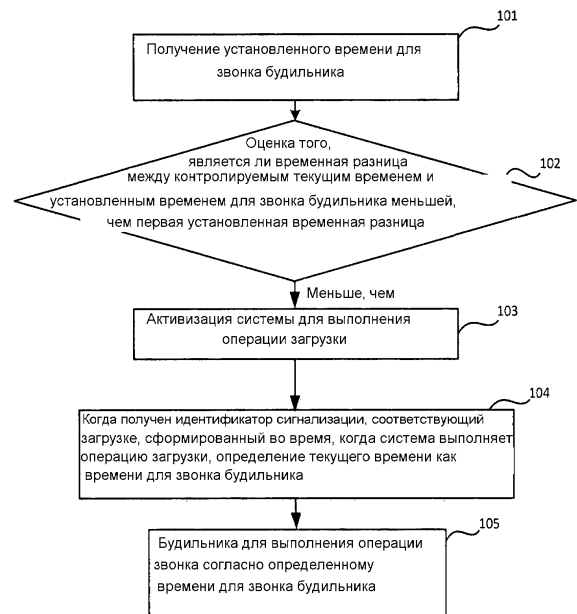 101
Получение установленного времени для
звонка будильника
Оценка того,
является ли временная разница
102
между контролируемым текущим временем и
установленным временем для звонка будильника меньшей,
чем первая установленная временная разница
Меньше, чем
103
Активизация системы для выполнения
операции загрузки
104
Когда получен идентификатор сигнализации, соответствующий
загрузке, сформированный во время, когда система выполняет
операцию загрузки, определение текущего времени как
времени для звонка будильника
105
Будильника для выполнения операции
звонка согласно определенному
времени для звонка будильника